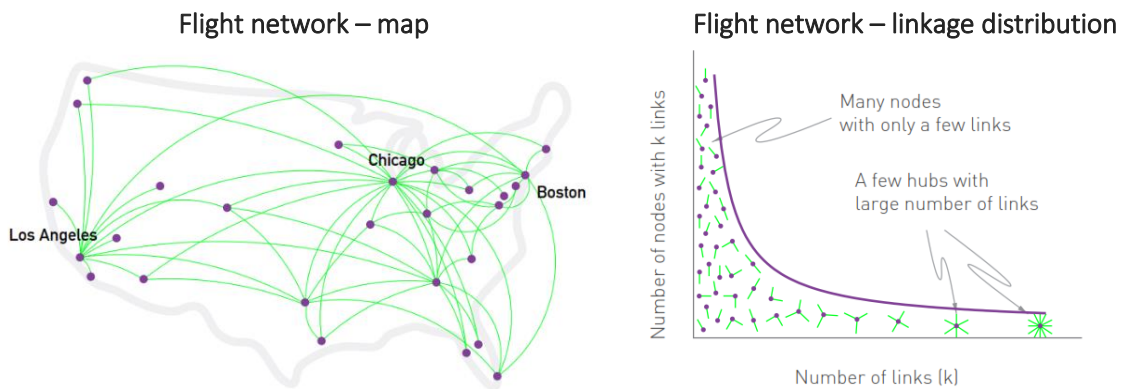 Flight network – map
Chicago
Boston
Los Angeles
Flight network – linkage distribution
Number of nodes with k links
Many nodes
with only a few links
A few hubs with
large number of links
Number of links (k)